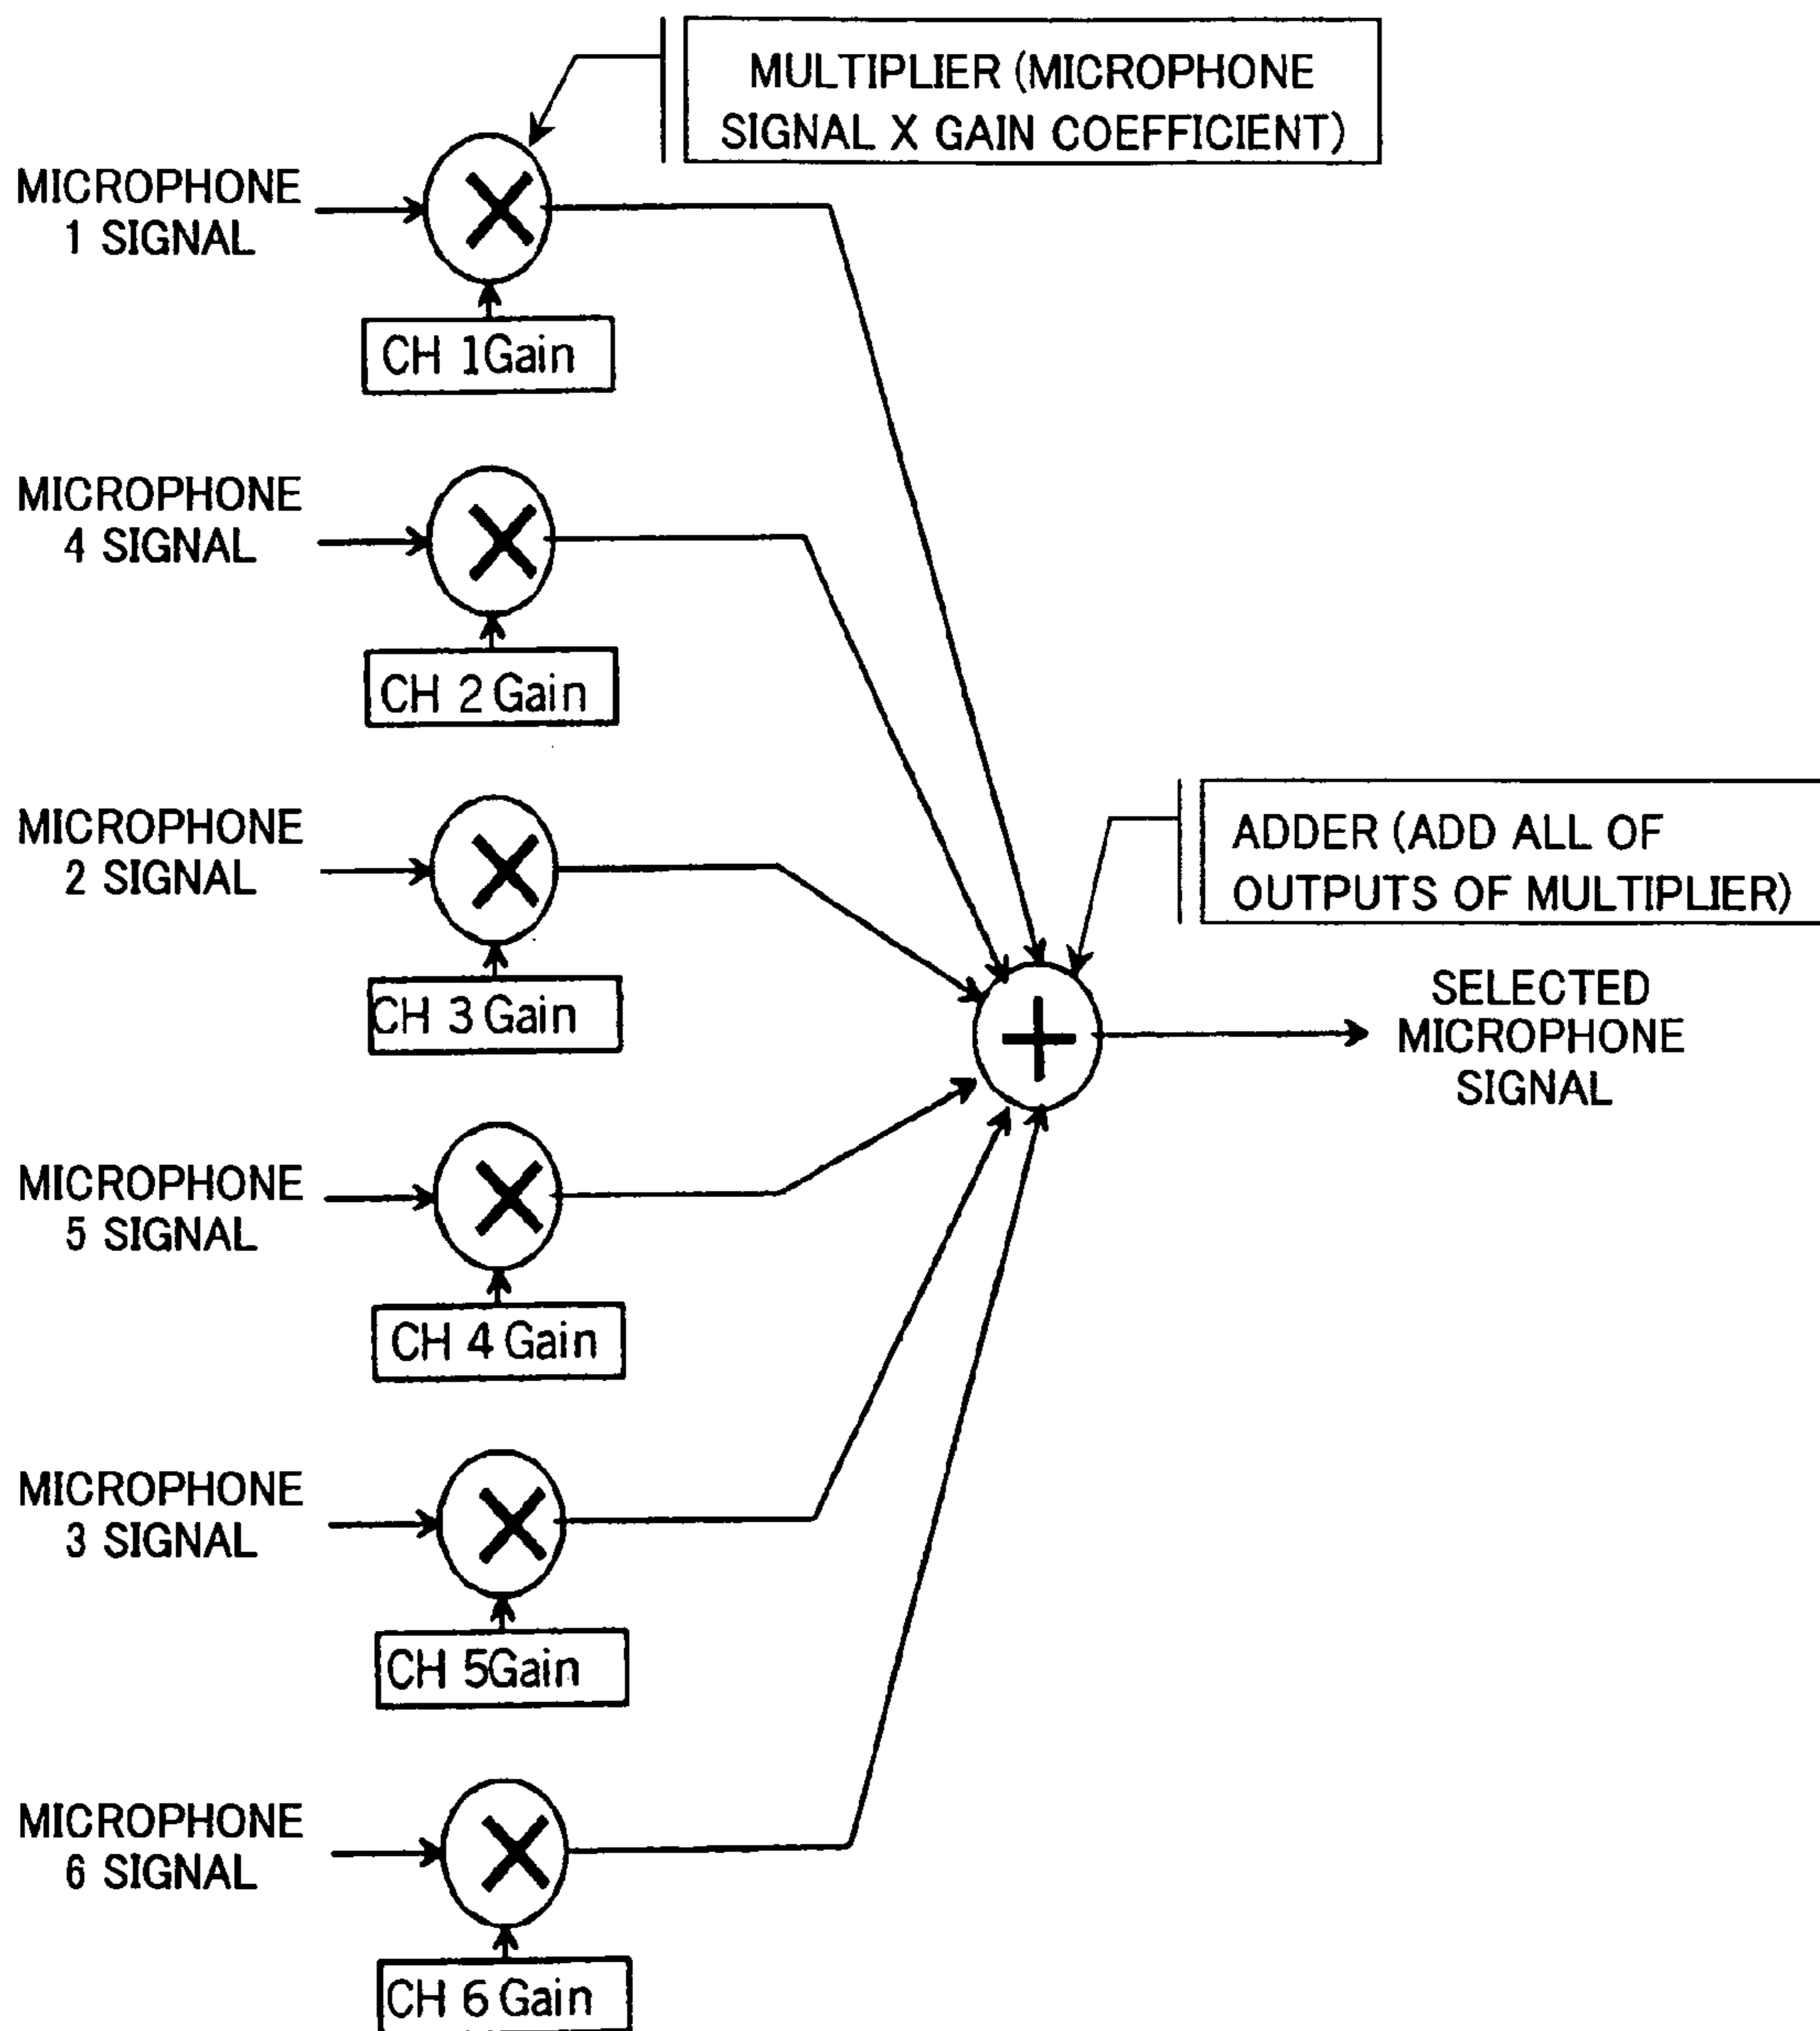 MULTIPLIER (MICROPHONE
SIGNAL X GAIN COEFFICIENT)
MICROPHONE
1 SIGNAL
CH 1Gain
MICROPHONE
4 SIGNAL
CH 2 Gain
MICROPHONE
2 SIGNAL
CH 3 Gain
ADDER (ADD ALL OF
OUTPUTS OF MULTIPLIER)
SELECTED
MICROPHONE
SIGNAL
MICROPHONE
5 SIGNAL
CH 4 Gain
MICROPHONE
3 SIGNAL
CH 5Gain
MICROPHONE
6 SIGNAL
CH 6 Gain